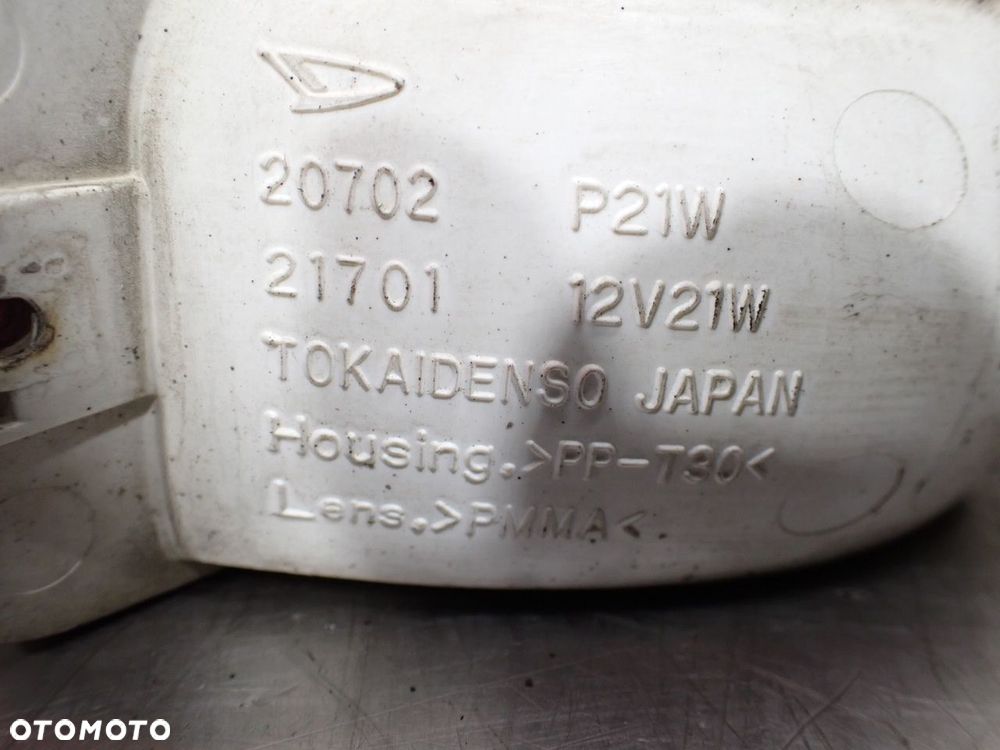 20702 P21W
21701 12V21W
TOKAIDENSO JAPAN
Housing.>PP-T30<
Lens.>PMMA<
OTOMOTO